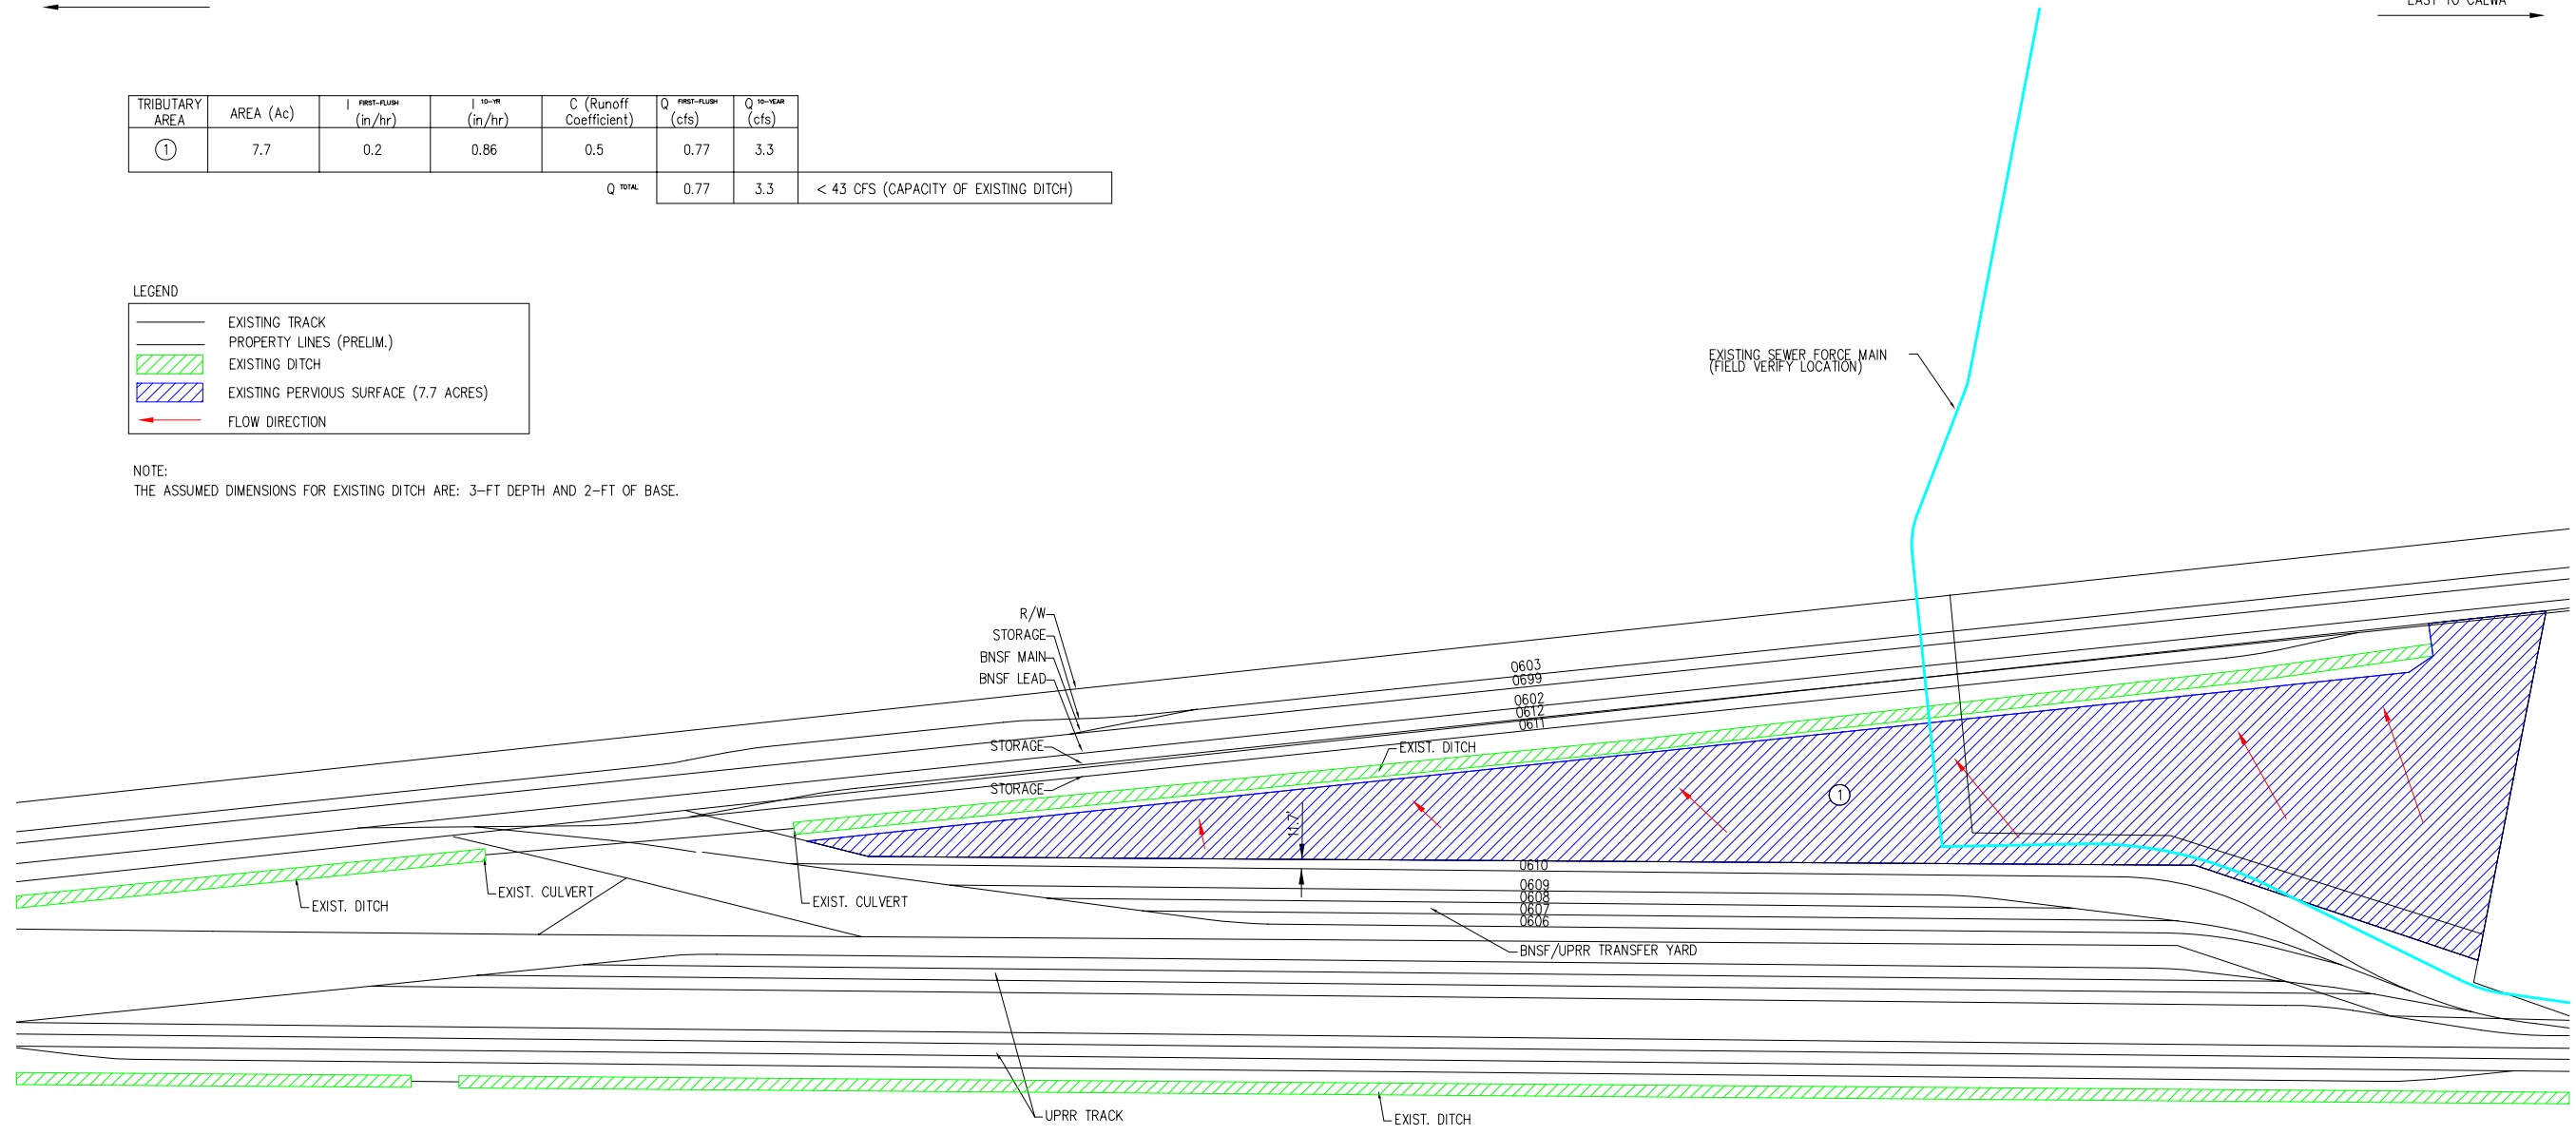 EAST TO CALWA
TRIBUTARY AREA
AREA (Ac)
I FIRST-FLUSH (in/hr)
I 10-YR (in/hr)
C (Runoff Coefficient)
Q FIRST-FLUSH (cfs)
Q 10-YEAR (cfs)
1 7.7 0.2 0.86 0.5 0.77 3.3
Q TOTAL 0.77 3.3 < 43 CFS (CAPACITY OF EXISTING DITCH)
LEGEND
EXISTING TRACK
PROPERTY LINES (PRELIM.)
EXISTING DITCH
EXISTING PERVIOUS SURFACE (7.7 ACRES)
FLOW DIRECTION
NOTE:
THE ASSUMED DIMENSIONS FOR EXISTING DITCH ARE: 3-FT DEPTH AND 2-FT OF BASE.
EXISTING SEWER FORCE MAIN
(FIELD VERIFY LOCATION)
R/W
STORAGE
BNSF MAIN
BNSF LEAD
STORAGE
STORAGE
0603
0699
0602
0612
0611
EXIST. DITCH
1
11.7'
EXIST. DITCH
EXIST. CULVERT
EXIST. CULVERT
0610
0609
0608
0607
0606
BNSF/UPRR TRANSFER YARD
UPRR TRACK
EXIST. DITCH